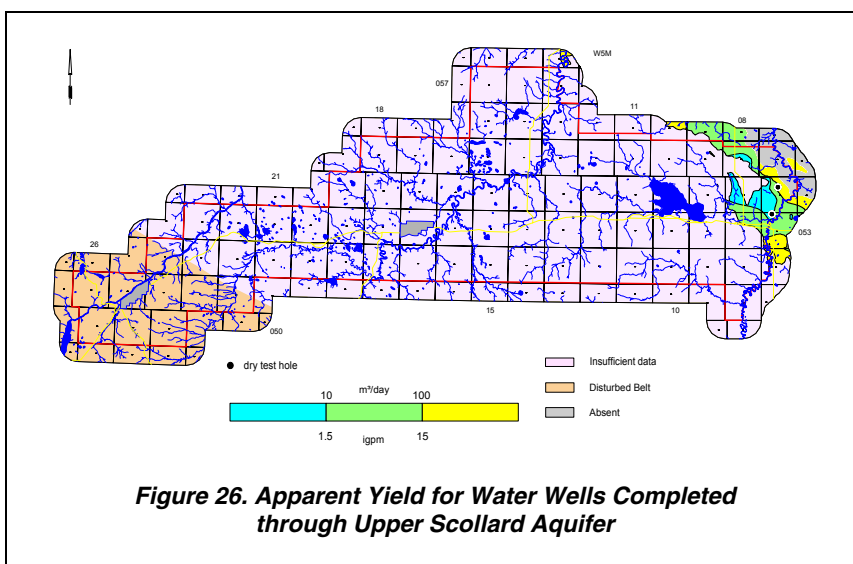 W5M
057
18
11
08
21
053
26
050
15
10
dry test hole
Insufficient data
Disturbed Belt
Absent
10 m³/day 100
1.5 igpm 15
Figure 26. Apparent Yield for Water Wells Completed
through Upper Scollard Aquifer